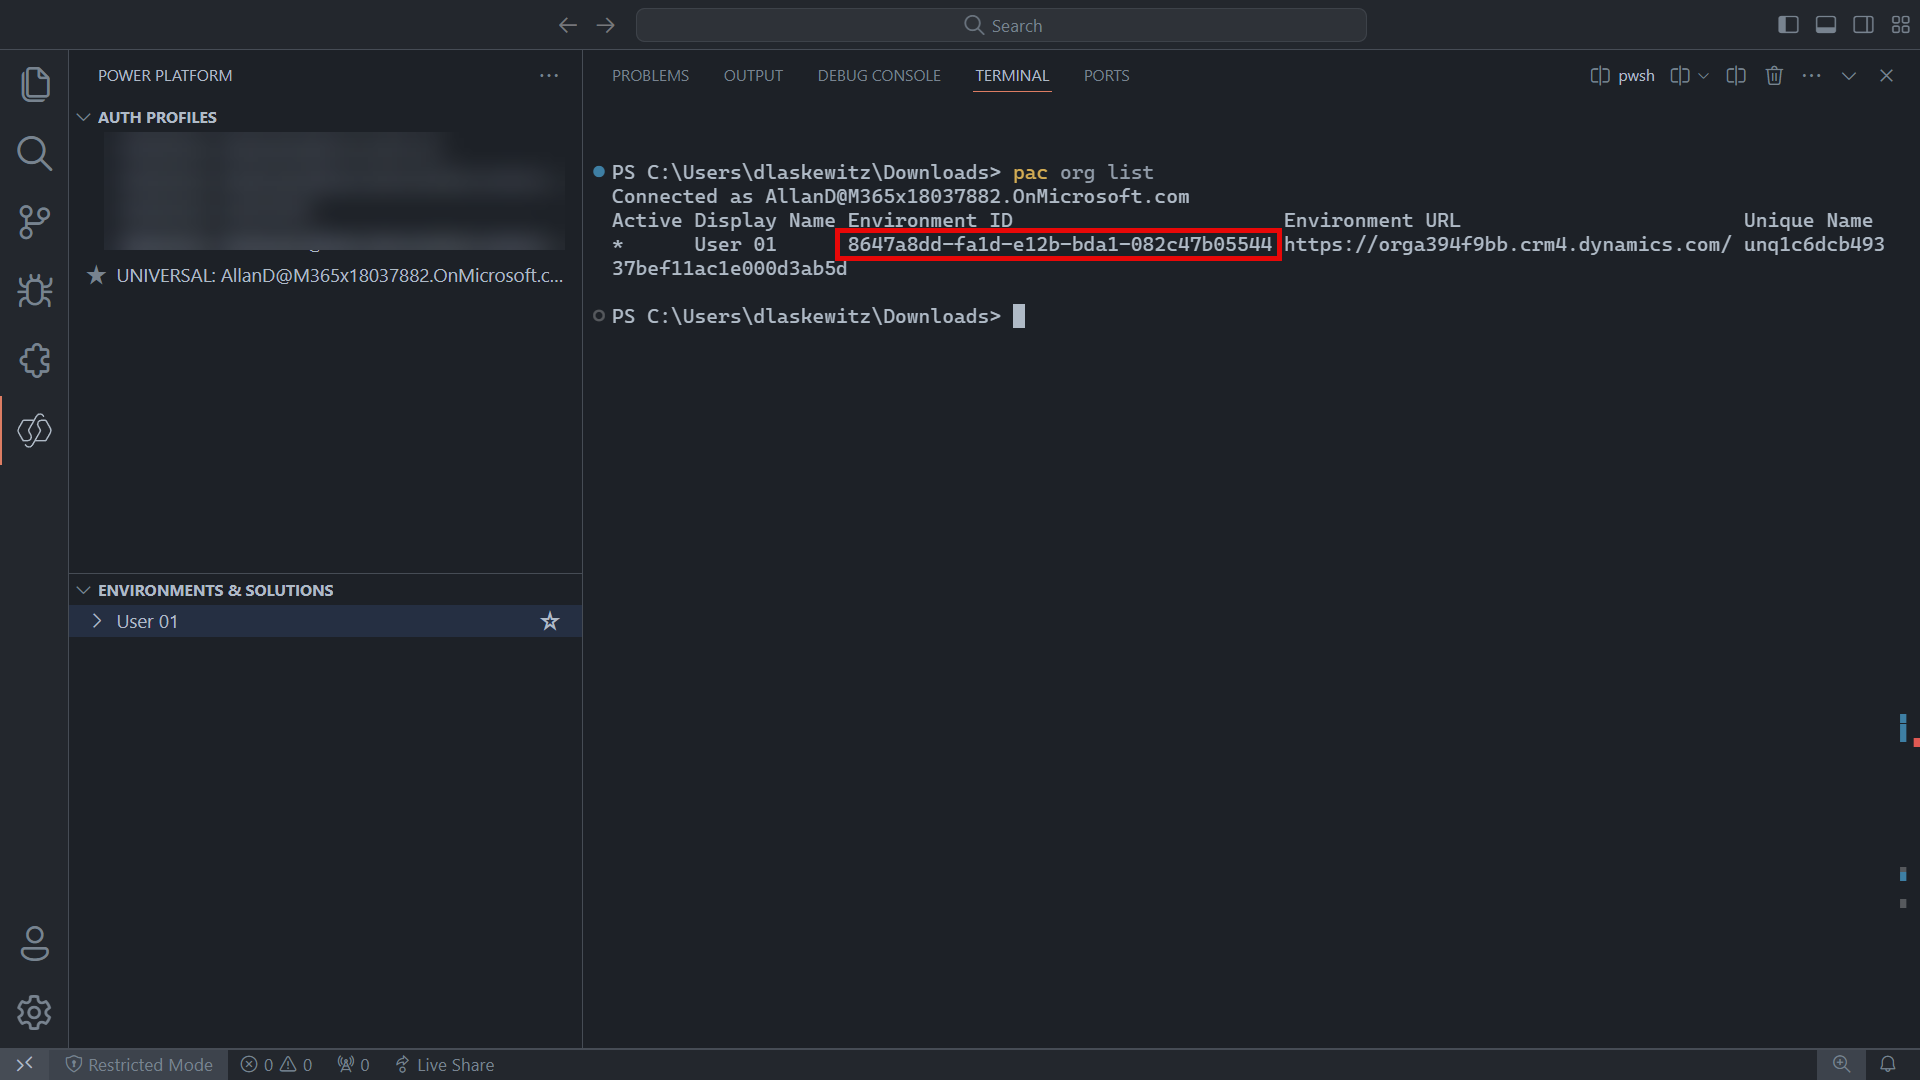 Search
POWER PLATFORM
AUTH PROFILES
UNIVERSAL: AllanD@M365x18037882.OnMicrosoft.c...
ENVIRONMENTS & SOLUTIONS
User 01
PROBLEMS OUTPUT DEBUG CONSOLE TERMINAL PORTS
pwsh
PS C:\Users\dlaskewitz\Downloads> pac org list
Connected as AllanD@M365x18037882.OnMicrosoft.com
Active Display Name Environment ID Environment URL Unique Name
* User 01 8647a8dd-fa1d-e12b-bda1-082c47b05544 https://orga394f9bb.crm4.dynamics.com/ unq1c6dcb493
37bef11ac1e000d3ab5d
PS C:\Users\dlaskewitz\Downloads>
Restricted Mode 0 0 0 Live Share